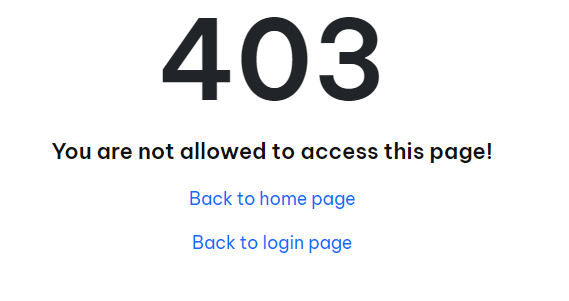 403
You are not allowed to access this page!
Back to home page
Back to login page